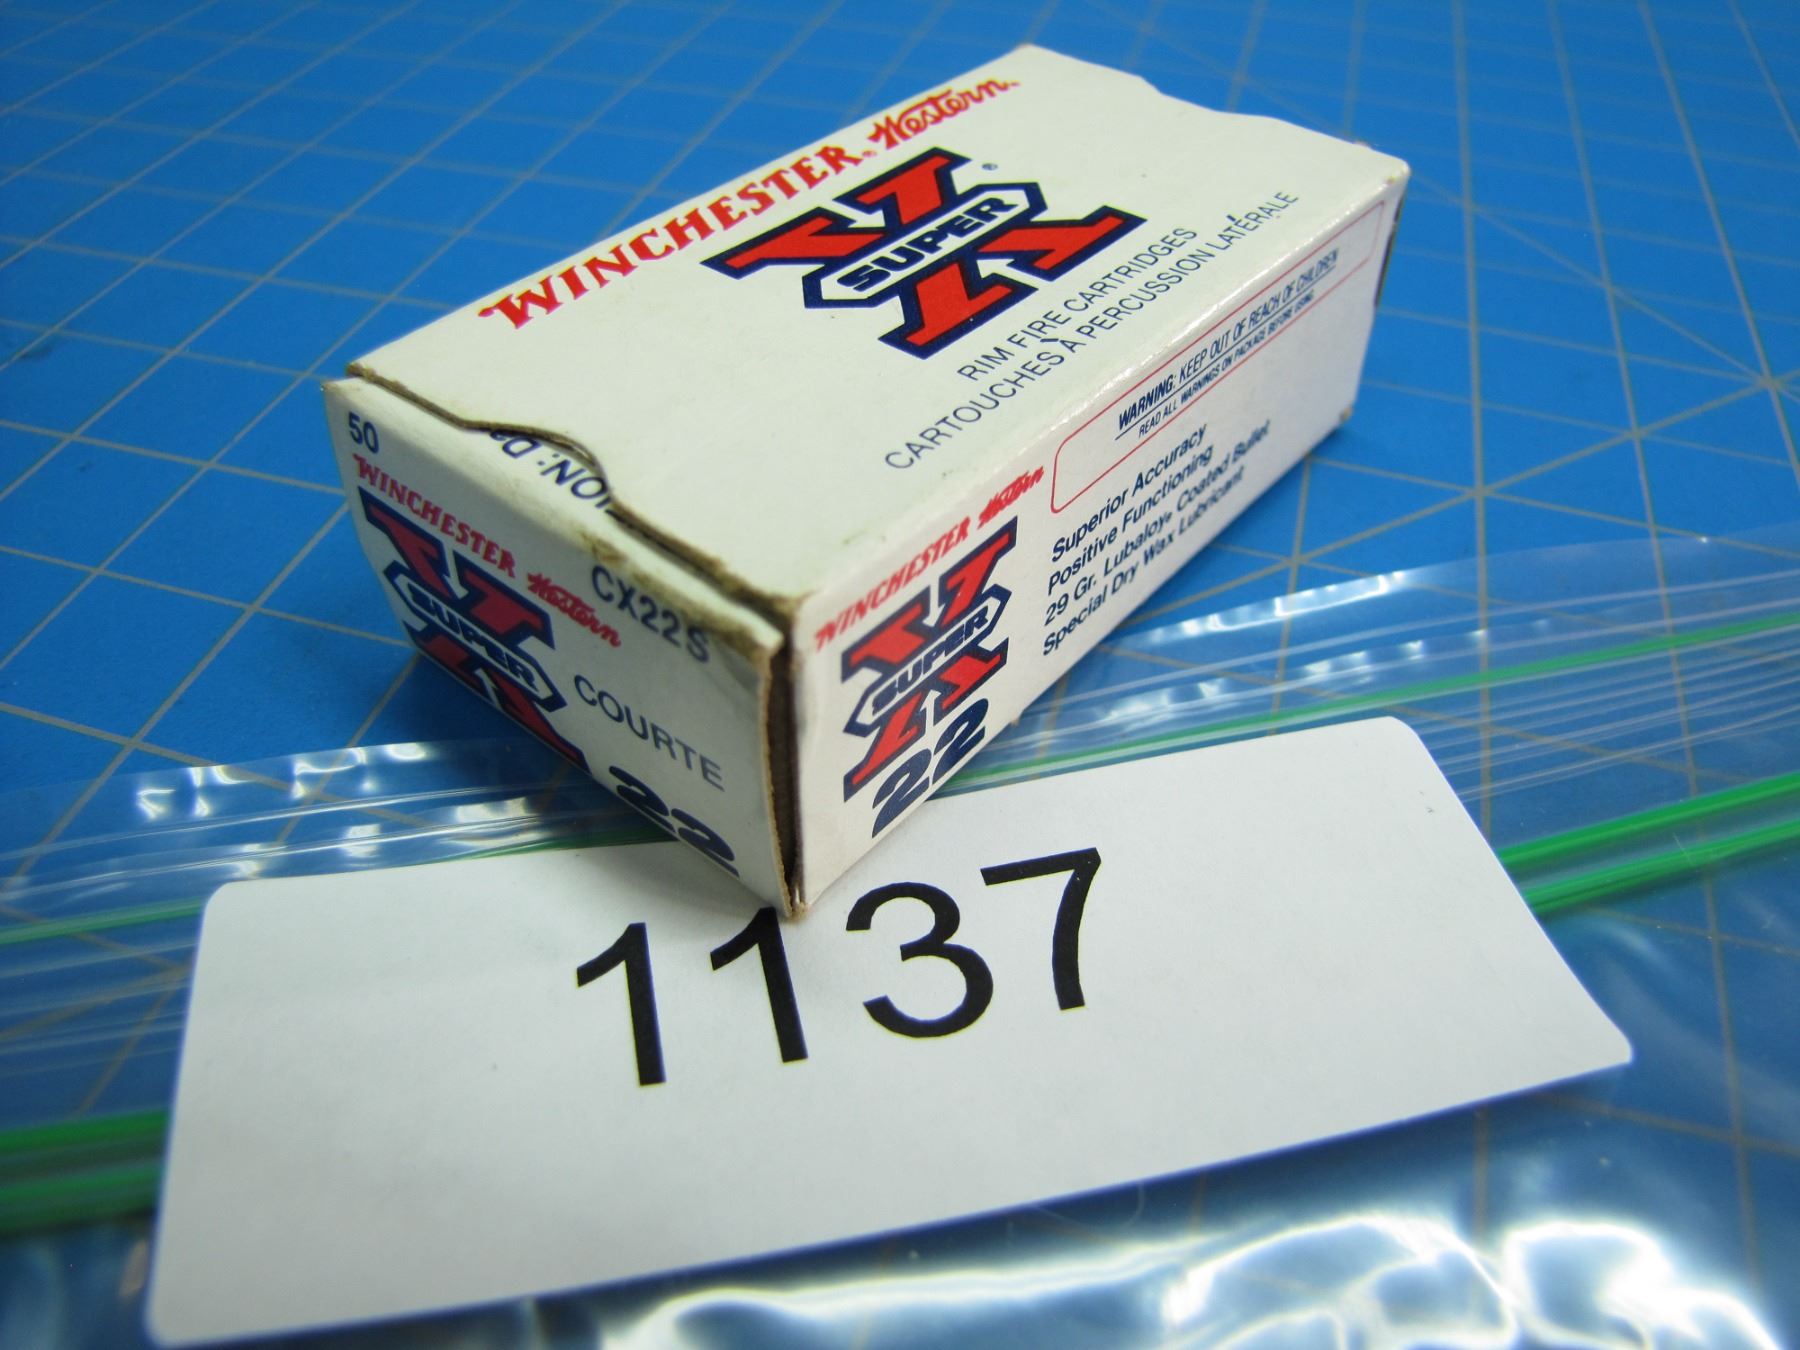 WINCHESTER® Western®
X SUPER ®
RIM FIRE CARTRIDGES
CARTOUCHES À PERCUSSION LATÉRALE
50
CX22S
WINCHESTER Western
X SUPER
COURTE
22
WINCHESTER Western
X SUPER
22
WARNING: KEEP OUT OF REACH OF CHILDREN
READ ALL WARNINGS ON PACKAGE BEFORE USING
Superior Accuracy
Positive Functioning
29 Gr. Lubaloy® Coated Bullet
Special Dry Wax Lubricant
1137